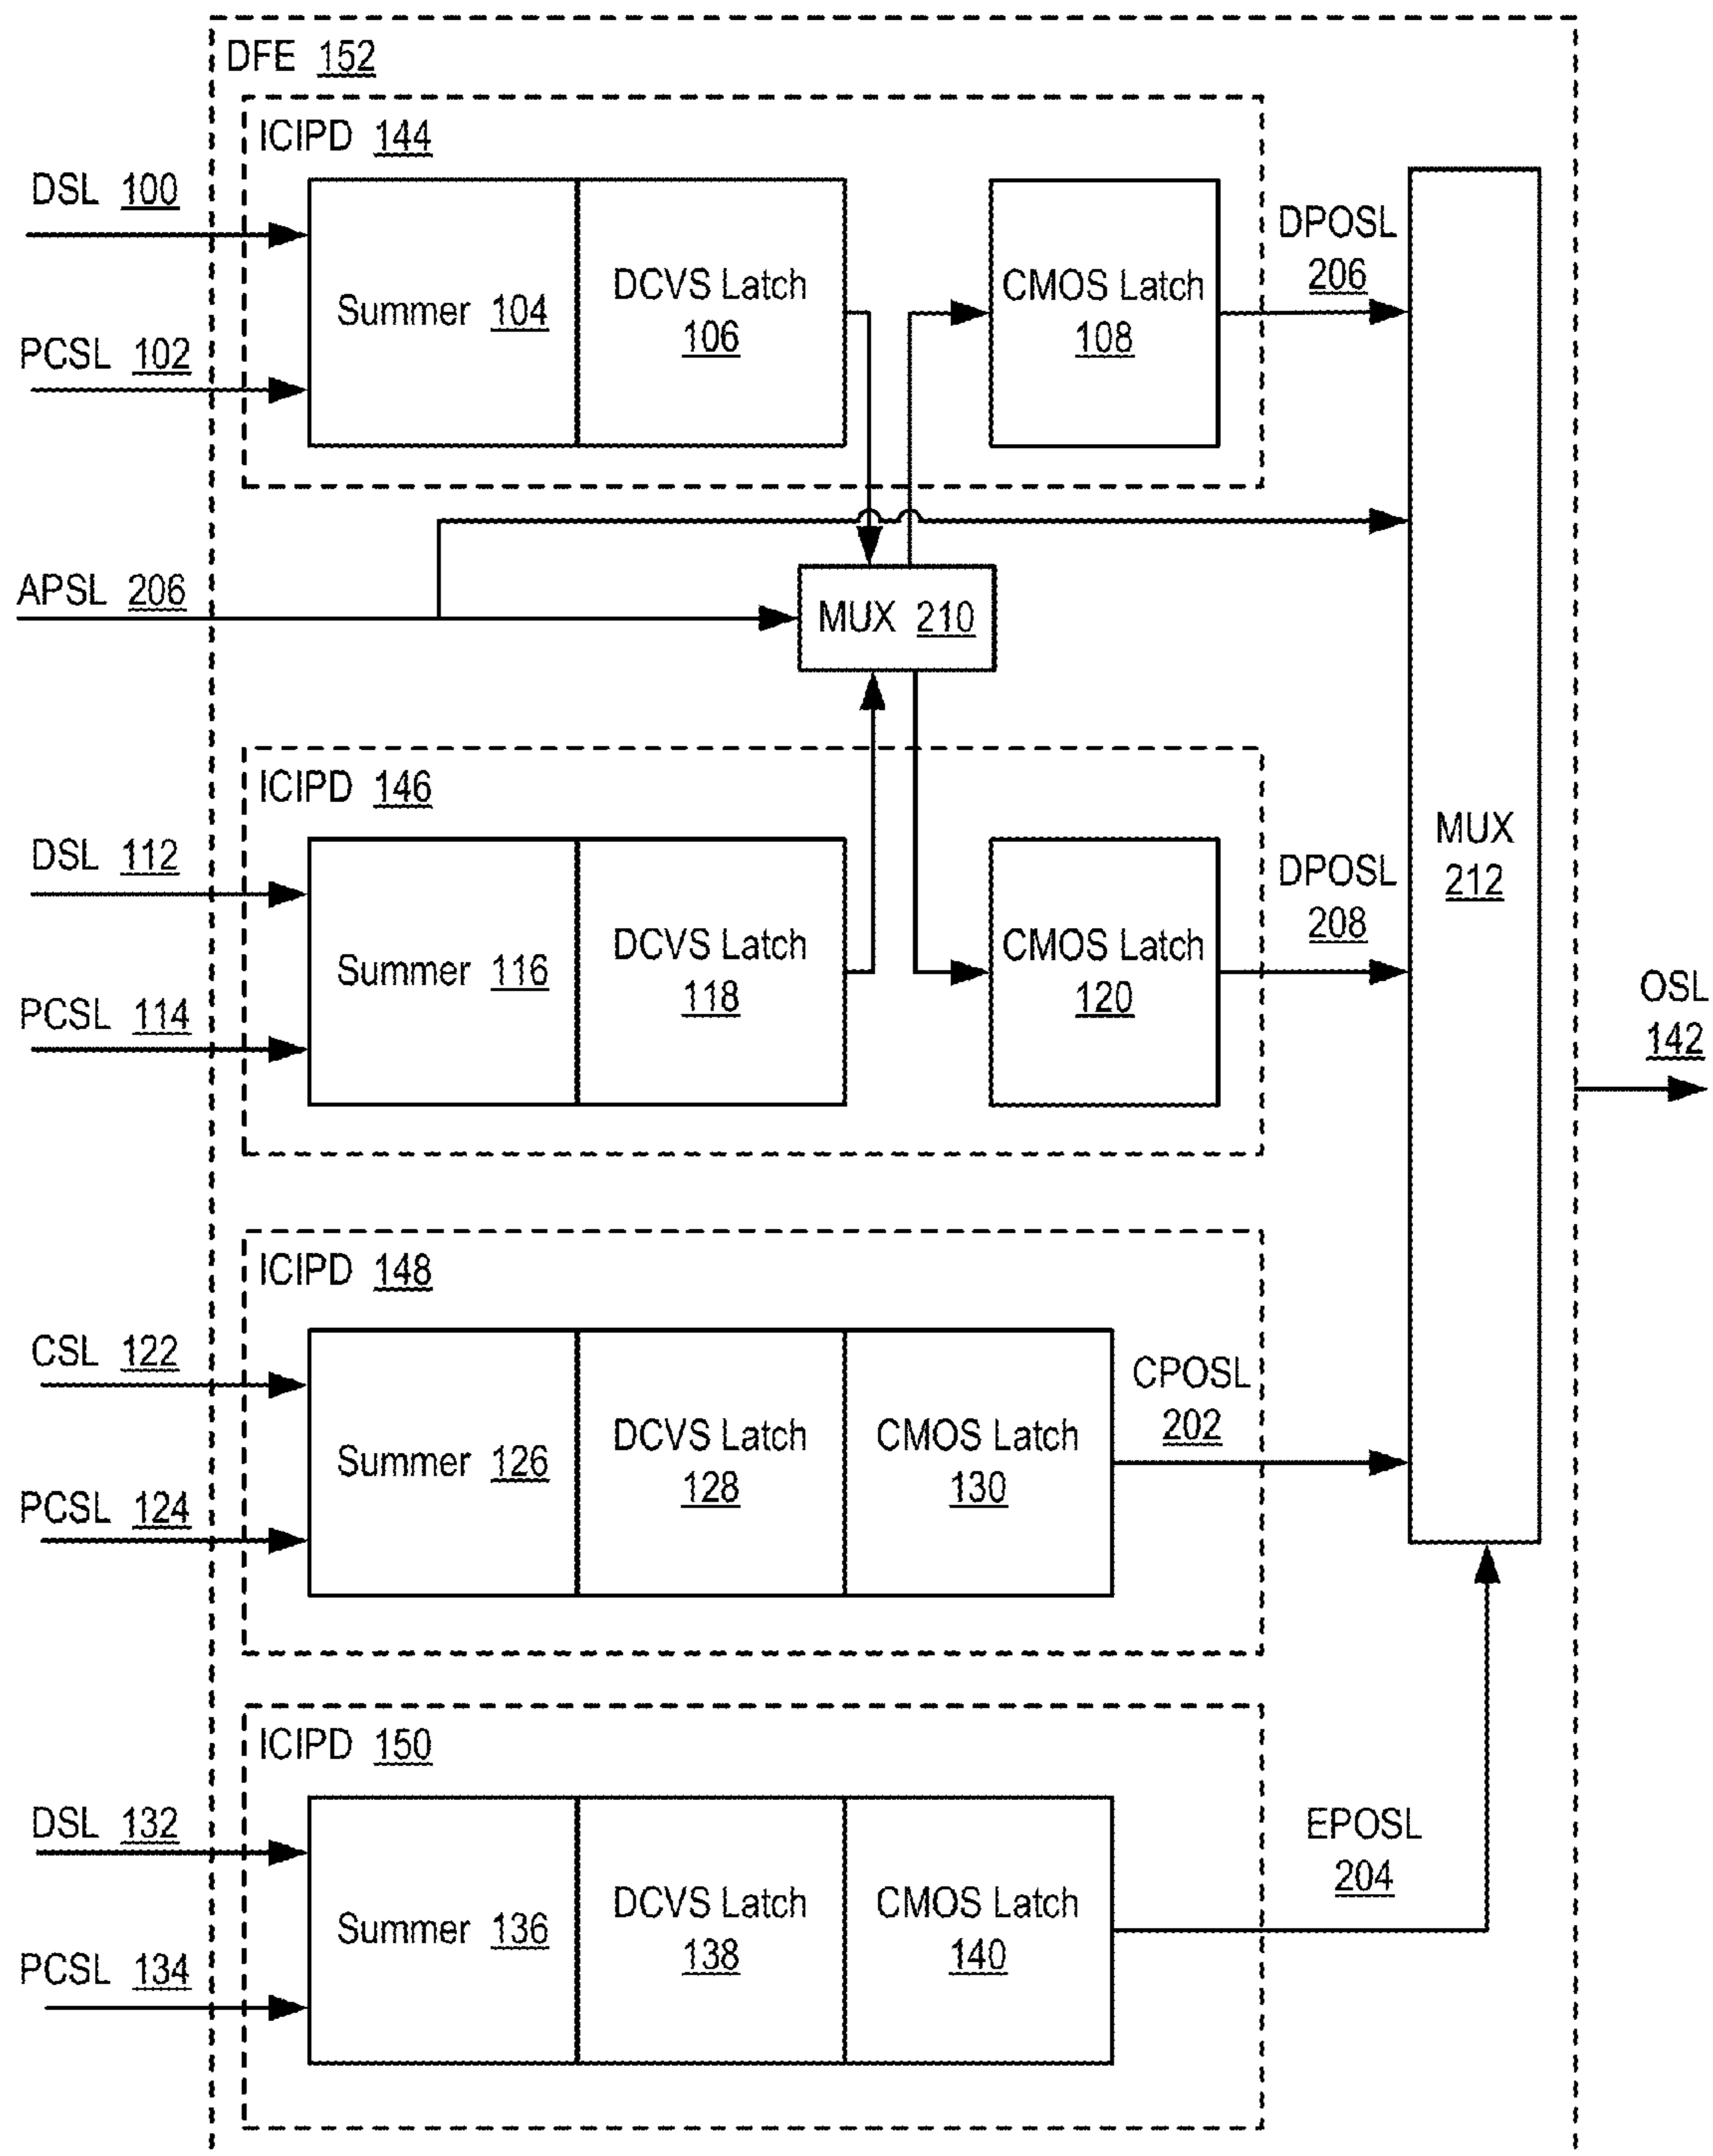 DFE 152
ICIPD 144
DSL 100
PCSL 102
Summer 104
DCVS Latch
106
CMOS Latch
108
DPOSL
206
APSL 206
MUX 210
ICIPD 146
DSL 112
PCSL 114
Summer 116
DCVS Latch
118
CMOS Latch
120
DPOSL
208
MUX
212
OSL
142
ICIPD 148
CSL 122
PCSL 124
Summer 126
DCVS Latch
128
CMOS Latch
130
CPOSL
202
ICIPD 150
DSL 132
PCSL 134
Summer 136
DCVS Latch
138
CMOS Latch
140
EPOSL
204